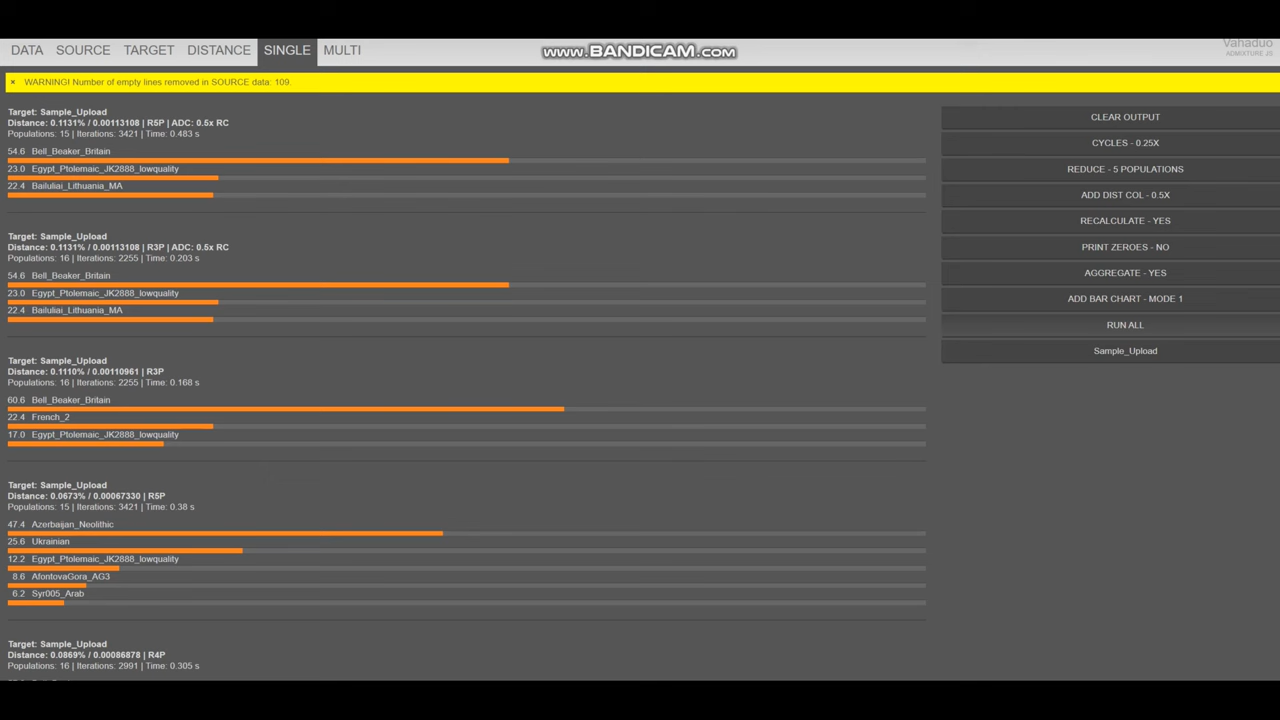 DATA SOURCE TARGET DISTANCE SINGLE MULTI
www.BANDICAM.com
Vahaduo
ADMIXTURE JS
× WARNING! Number of empty lines removed in SOURCE data: 109.
Target: Sample_Upload
Distance: 0.1131% / 0.00113108 | R5P | ADC: 0.5x RC
Populations: 15 | Iterations: 3421 | Time: 0.483 s
54.6 Bell_Beaker_Britain
23.0 Egypt_Ptolemaic_JK2888_lowquality
22.4 Bailuliai_Lithuania_MA
Target: Sample_Upload
Distance: 0.1131% / 0.00113108 | R3P | ADC: 0.5x RC
Populations: 16 | Iterations: 2255 | Time: 0.203 s
54.6 Bell_Beaker_Britain
23.0 Egypt_Ptolemaic_JK2888_lowquality
22.4 Bailuliai_Lithuania_MA
Target: Sample_Upload
Distance: 0.1110% / 0.00110961 | R3P
Populations: 16 | Iterations: 2255 | Time: 0.168 s
60.6 Bell_Beaker_Britain
22.4 French_2
17.0 Egypt_Ptolemaic_JK2888_lowquality
Target: Sample_Upload
Distance: 0.0673% / 0.00067330 | R5P
Populations: 15 | Iterations: 3421 | Time: 0.38 s
47.4 Azerbaijan_Neolithic
25.6 Ukrainian
12.2 Egypt_Ptolemaic_JK2888_lowquality
8.6 AfontovaGora_AG3
6.2 Syr005_Arab
Target: Sample_Upload
Distance: 0.0869% / 0.00086878 | R4P
Populations: 16 | Iterations: 2991 | Time: 0.305 s
CLEAR OUTPUT
CYCLES - 0.25X
REDUCE - 5 POPULATIONS
ADD DIST COL - 0.5X
RECALCULATE - YES
PRINT ZEROES - NO
AGGREGATE - YES
ADD BAR CHART - MODE 1
RUN ALL
Sample_Upload